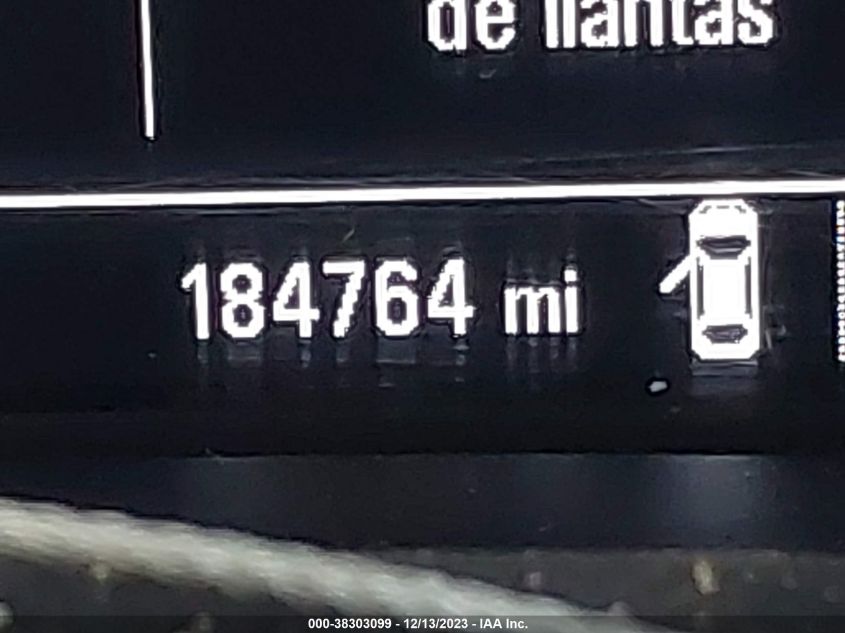 de llantas
184764 mi
000-38303099 - 12/13/2023 - IAA Inc.